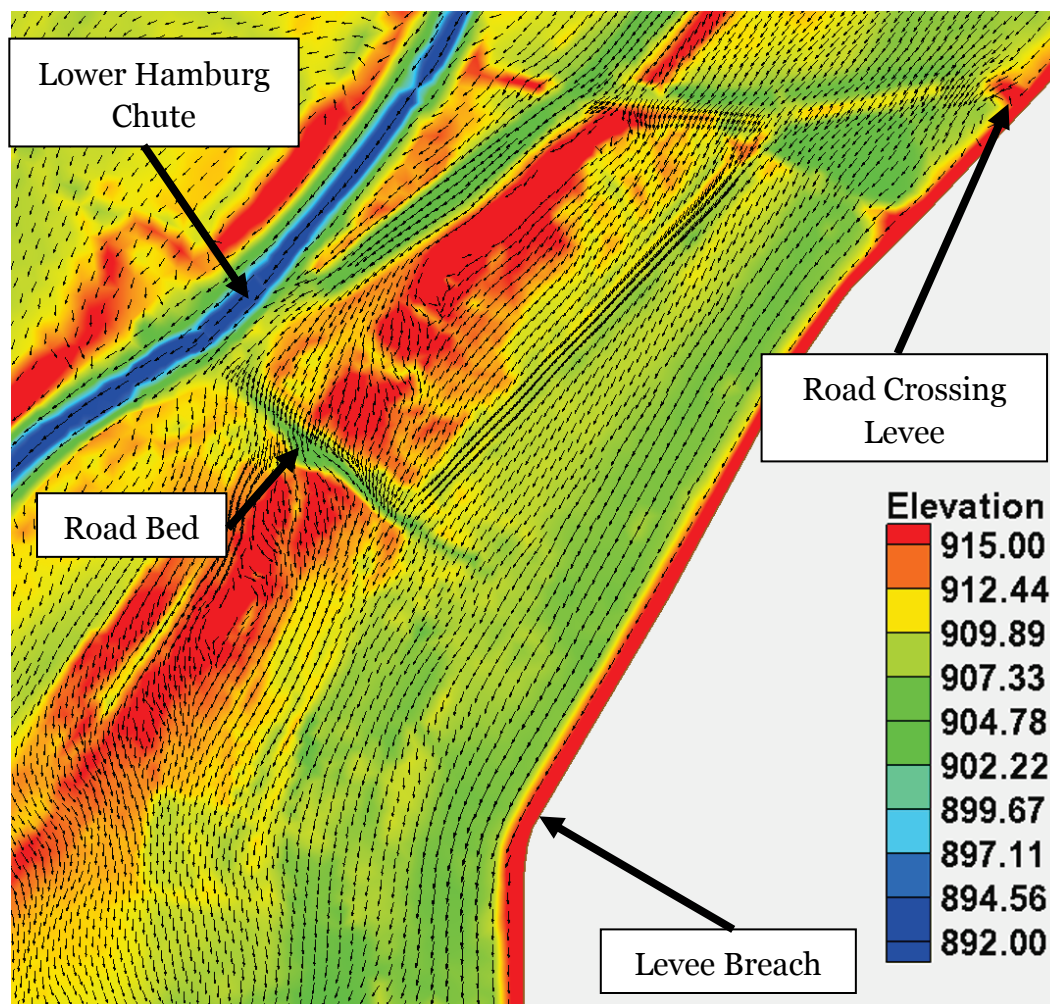 Lower Hamburg
Chute
Road Crossing
Levee
Road Bed
Elevation
915.00
912.44
909.89
907.33
904.78
902.22
899.67
897.11
894.56
892.00
Levee Breach